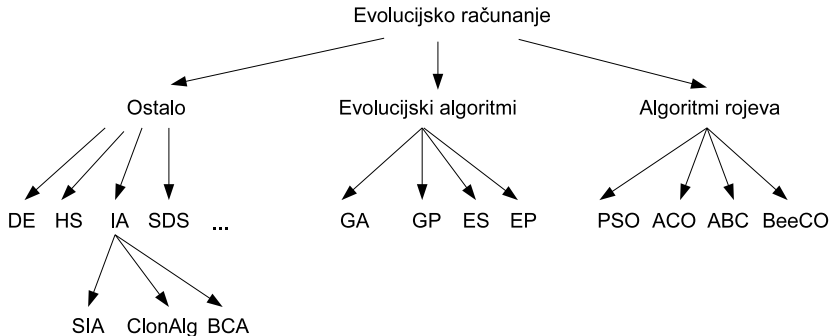 Evolucijsko računanje
Ostalo Evolucijski algoritmi Algoritmi rojeva
DE HS IA SDS ... GA GP ES EP PSO ACO ABC BeeCO
SIA ClonAlg BCA